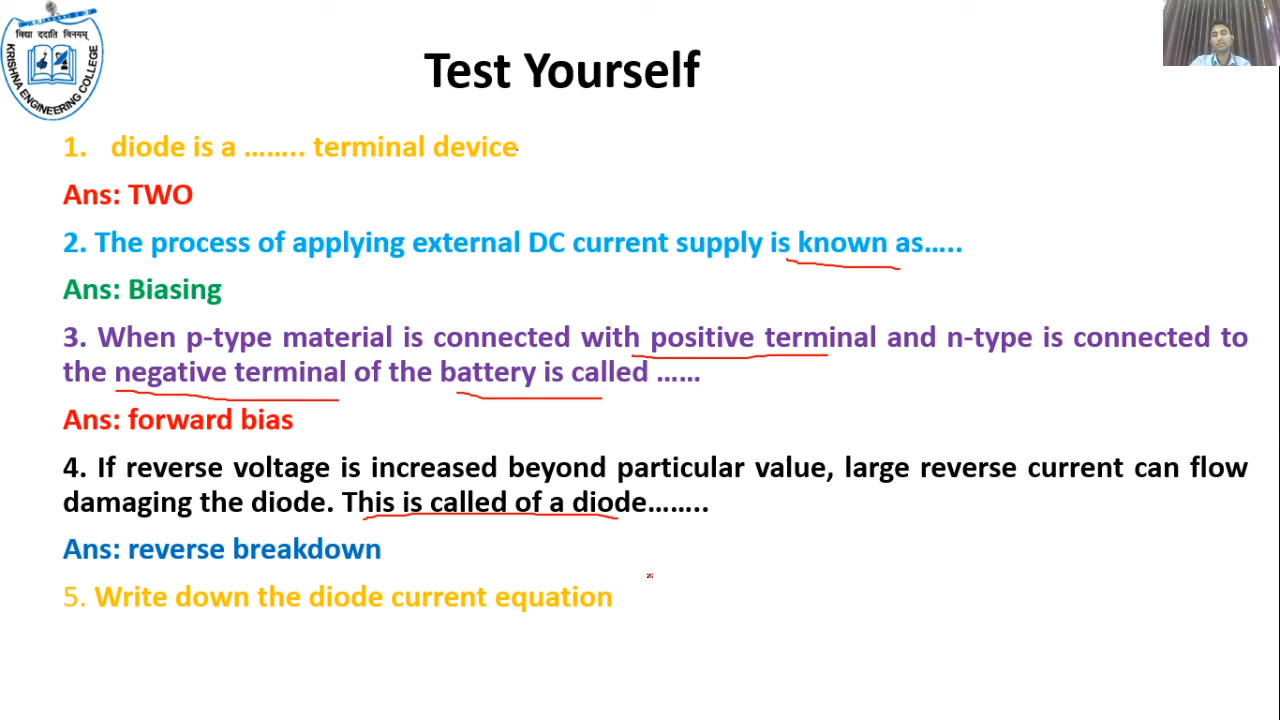 विद्या ददाति विनयम्
KRISHNA ENGINEERING COLLEGE
Test Yourself
1. diode is a …….. terminal device
Ans: TWO
2. The process of applying external DC current supply is known as…..
Ans: Biasing
3. When p-type material is connected with positive terminal and n-type is connected to
the negative terminal of the battery is called ……
Ans: forward bias
4. If reverse voltage is increased beyond particular value, large reverse current can flow
damaging the diode. This is called of a diode……..
Ans: reverse breakdown
5. Write down the diode current equation